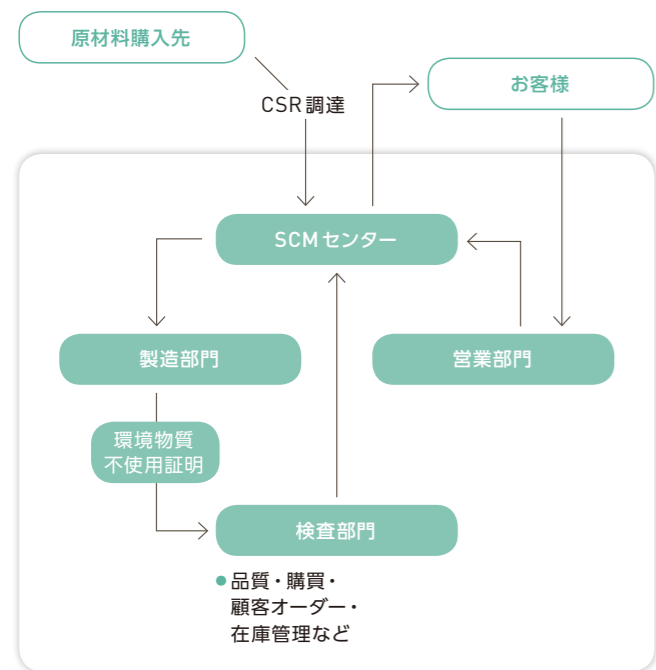 原材料購入先
お客様
CSR調達
SCMセンター
製造部門
営業部門
環境物質
不使用証明
検査部門
●品質・購買・
顧客オーダー・
在庫管理など